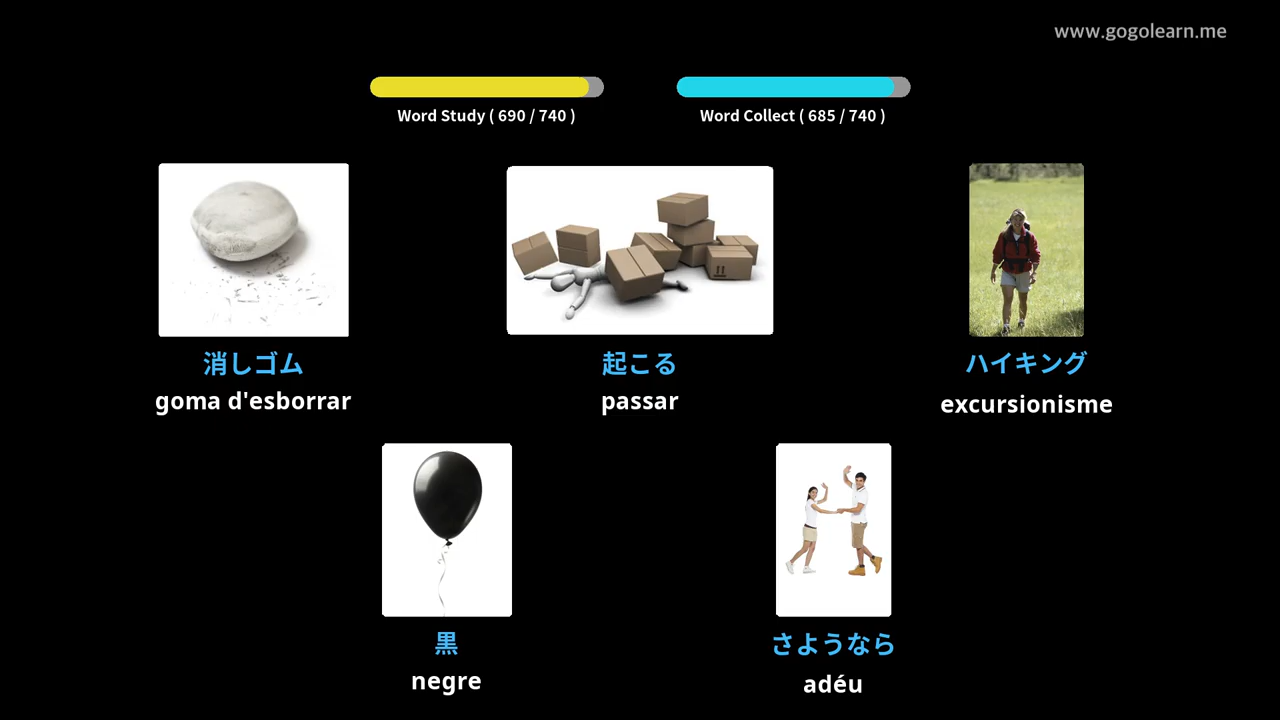 www.gogolearn.me
Word Study ( 690 / 740 )
Word Collect ( 685 / 740 )
消しゴム
goma d'esborrar
起こる
passar
ハイキング
excursionisme
黒
negre
さようなら
adéu